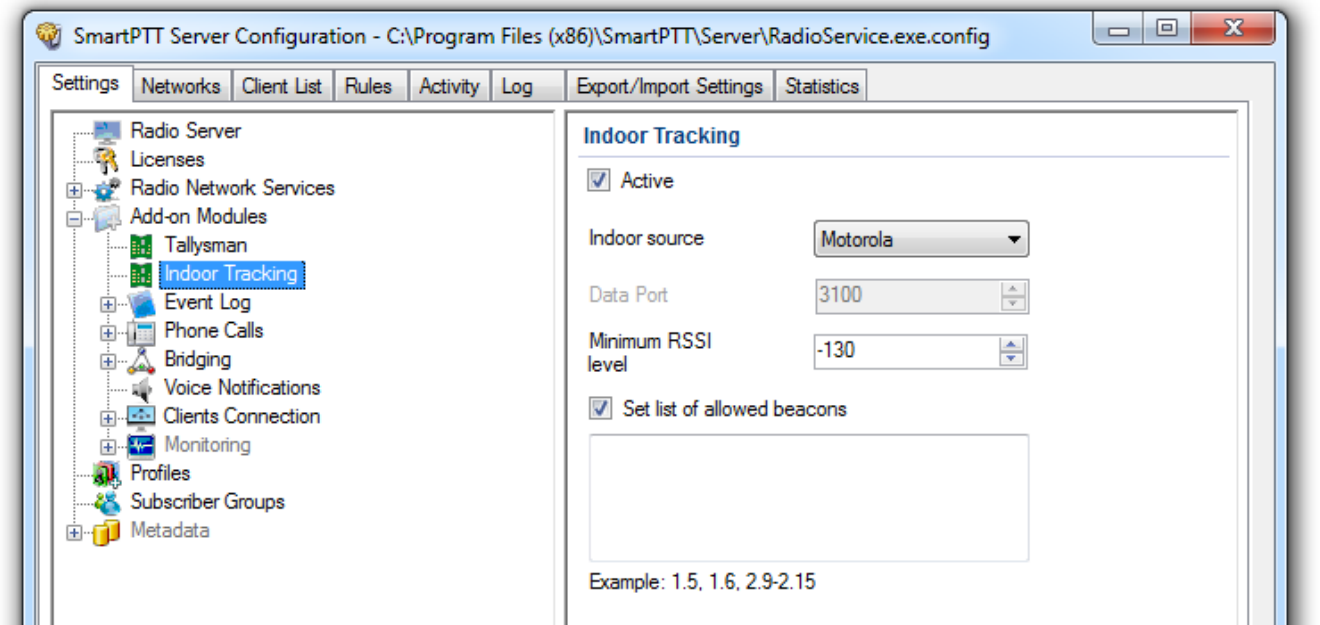 SmartPTT Server Configuration - C:\Program Files (x86)\SmartPTT\Server\RadioService.exe.config
Settings Networks Client List Rules Activity Log Export/Import Settings Statistics
Radio Server
Licenses
Radio Network Services
Add-on Modules
Tallysman
Indoor Tracking
Event Log
Phone Calls
Bridging
Voice Notifications
Clients Connection
Monitoring
Profiles
Subscriber Groups
Metadata
Indoor Tracking
Active
Indoor source Motorola
Data Port 3100
Minimum RSSI
level
-130
Set list of allowed beacons
Example: 1.5, 1.6, 2.9-2.15